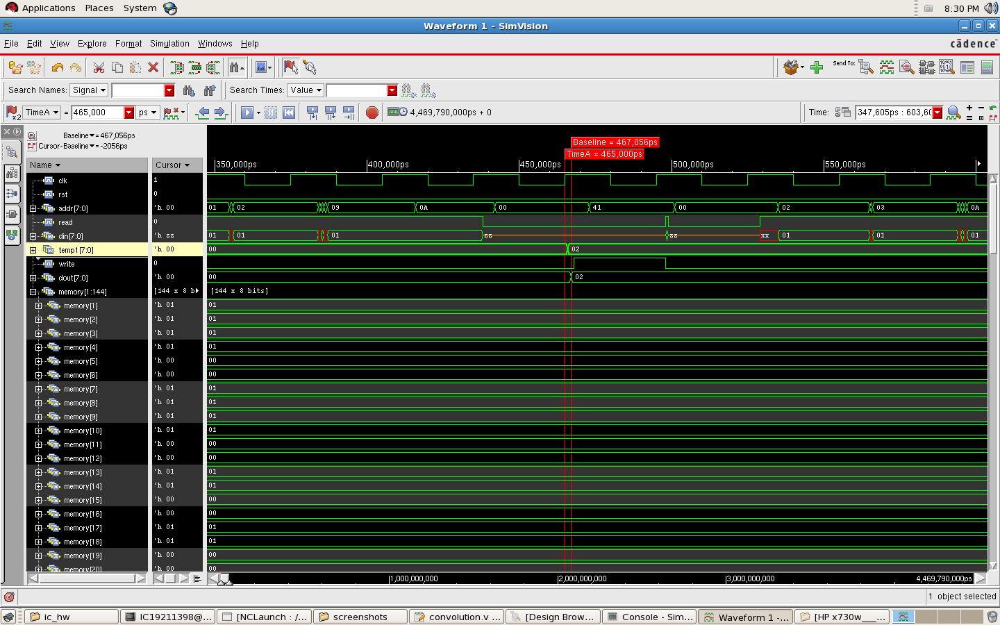 Applications Places System 8:30 PM
Waveform 1 - SimVision
File Edit View Explore Format Simulation Windows Help cādence
Send To:
Search Names: Signal Search Times: Value
x2 TimeA = 465,000 ps 4,469,790,000ps + 0 Time: 347,605ps : 603,6
Baseline = 467,056ps
Cursor-Baseline = -2056ps
Baseline = 467,056ps
TimeA = 465,000ps
Name Cursor 350,000ps 400,000ps 450,000ps 500,000ps 550,000ps
clk 1
rst 0
addr[7:0] 'h 00 01 02 09 0A 00 41 00 02 03 0A
read 0
din[7:0] 'h zz 01 01 01 zz zz xx 01 01 01
temp1[7:0] 'h 00 00 02
write 0
dout[7:0] 'h 00 00 02
memory[1:144] [144 x 8 b [144 x 8 bits]
memory[1] 'h 01 01
memory[2] 'h 01 01
memory[3] 'h 01 01
memory[4] 'h 01 01
memory[5] 'h 00 00
memory[6] 'h 00 00
memory[7] 'h 01 01
memory[8] 'h 01 01
memory[9] 'h 01 01
memory[10] 'h 01 01
memory[11] 'h 00 00
memory[12] 'h 00 00
memory[13] 'h 01 01
memory[14] 'h 01 01
memory[15] 'h 00 00
memory[16] 'h 00 00
memory[17] 'h 01 01
memory[18] 'h 01 01
memory[19] 'h 00 00
memory[20] 'h 00 00
1,000,000,000 2,000,000,000 3,000,000,000 4,469,790,000ps
1 object selected
ic_hw IC19211398@... [NCLaunch : /... screenshots convolution.v ... [Design Brow... Console - Sim... Waveform 1 -... [HP x730w___...